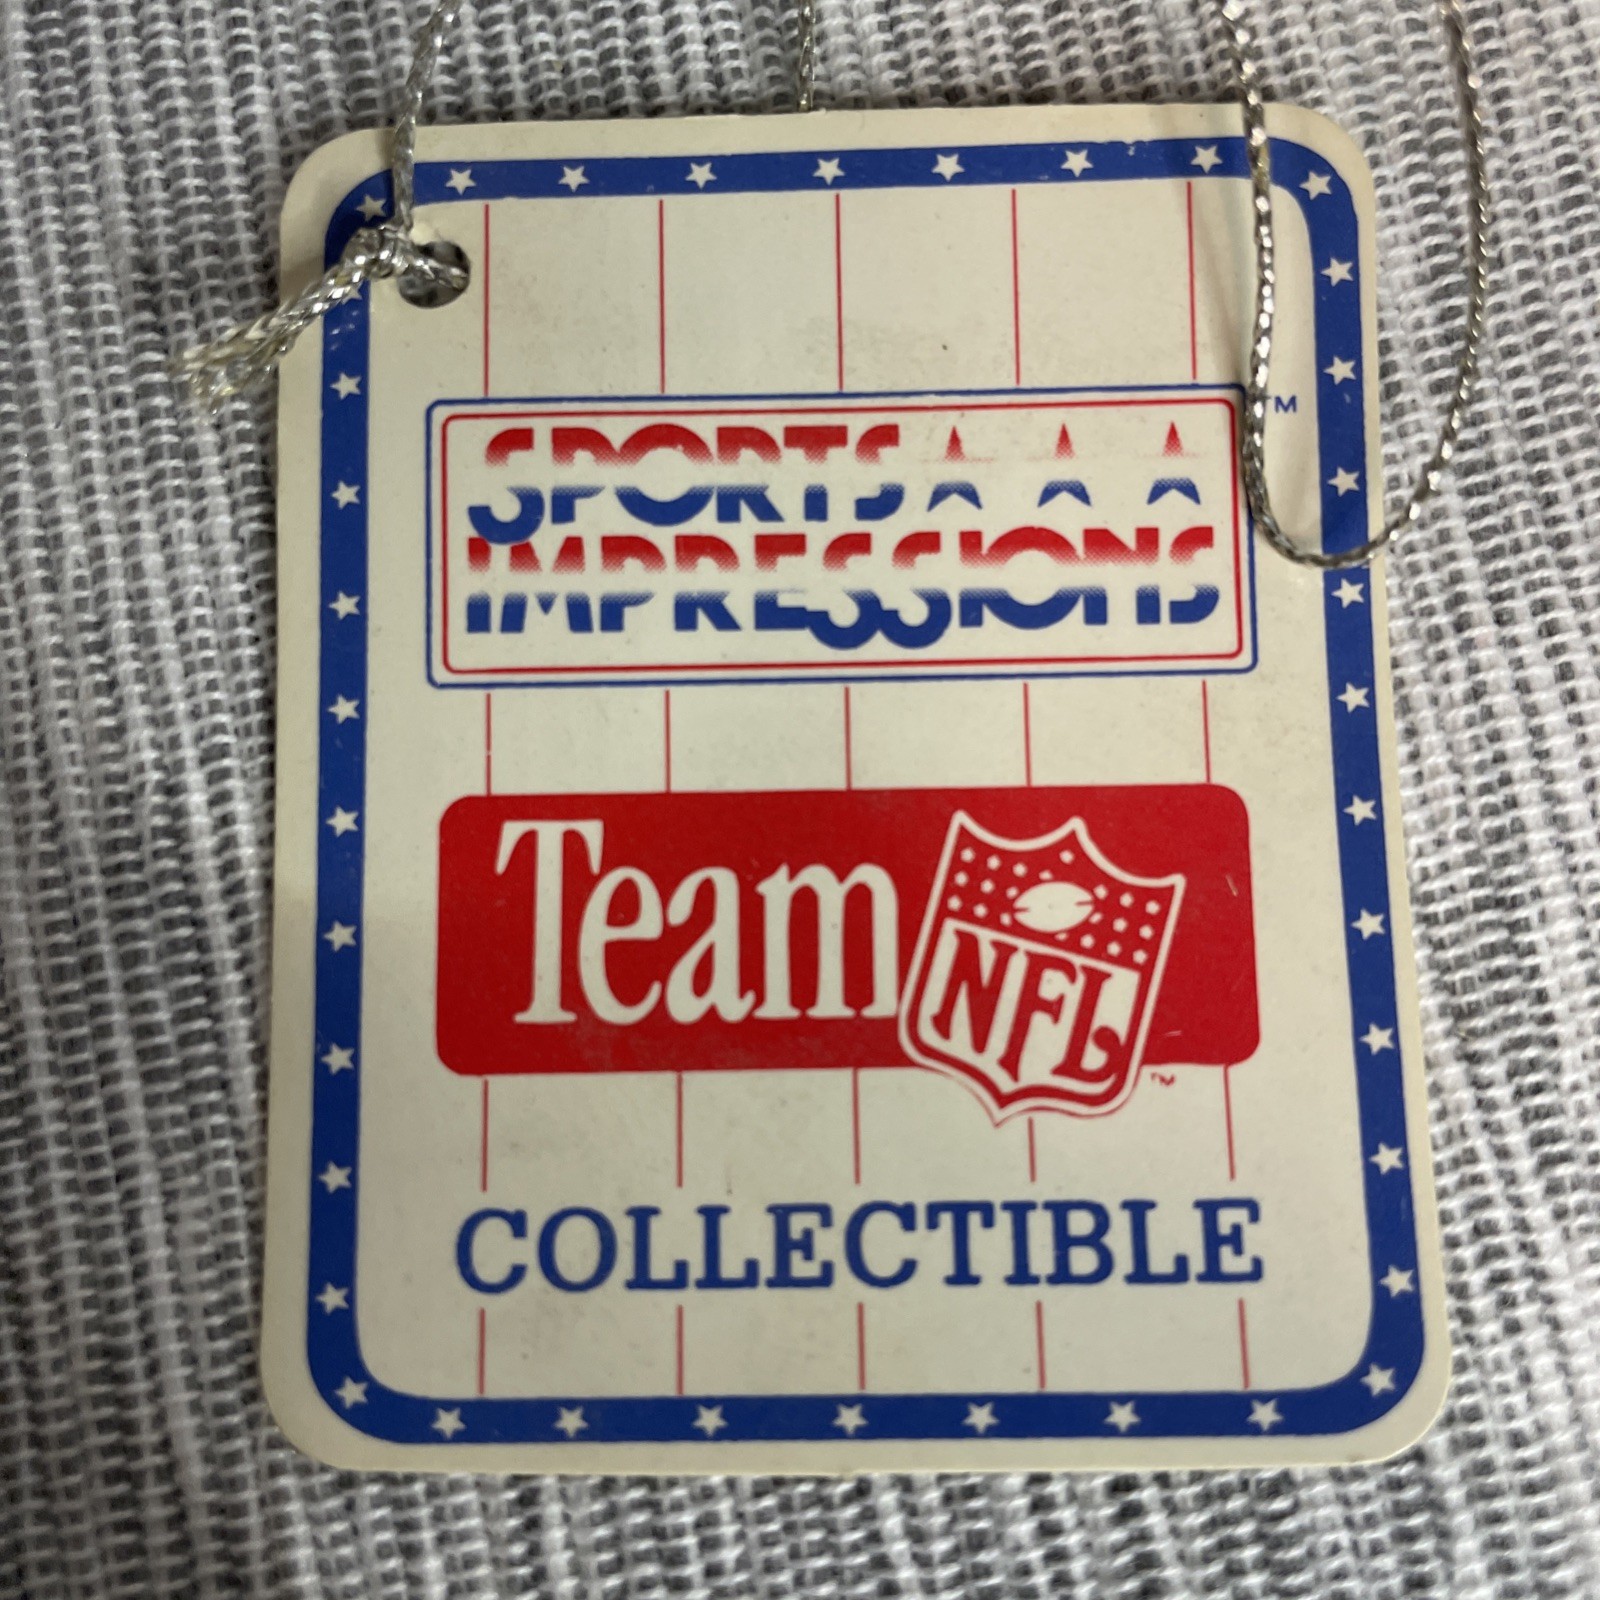 SPORTS
IMPRESSIONS
TM
Team NFL
TM
COLLECTIBLE